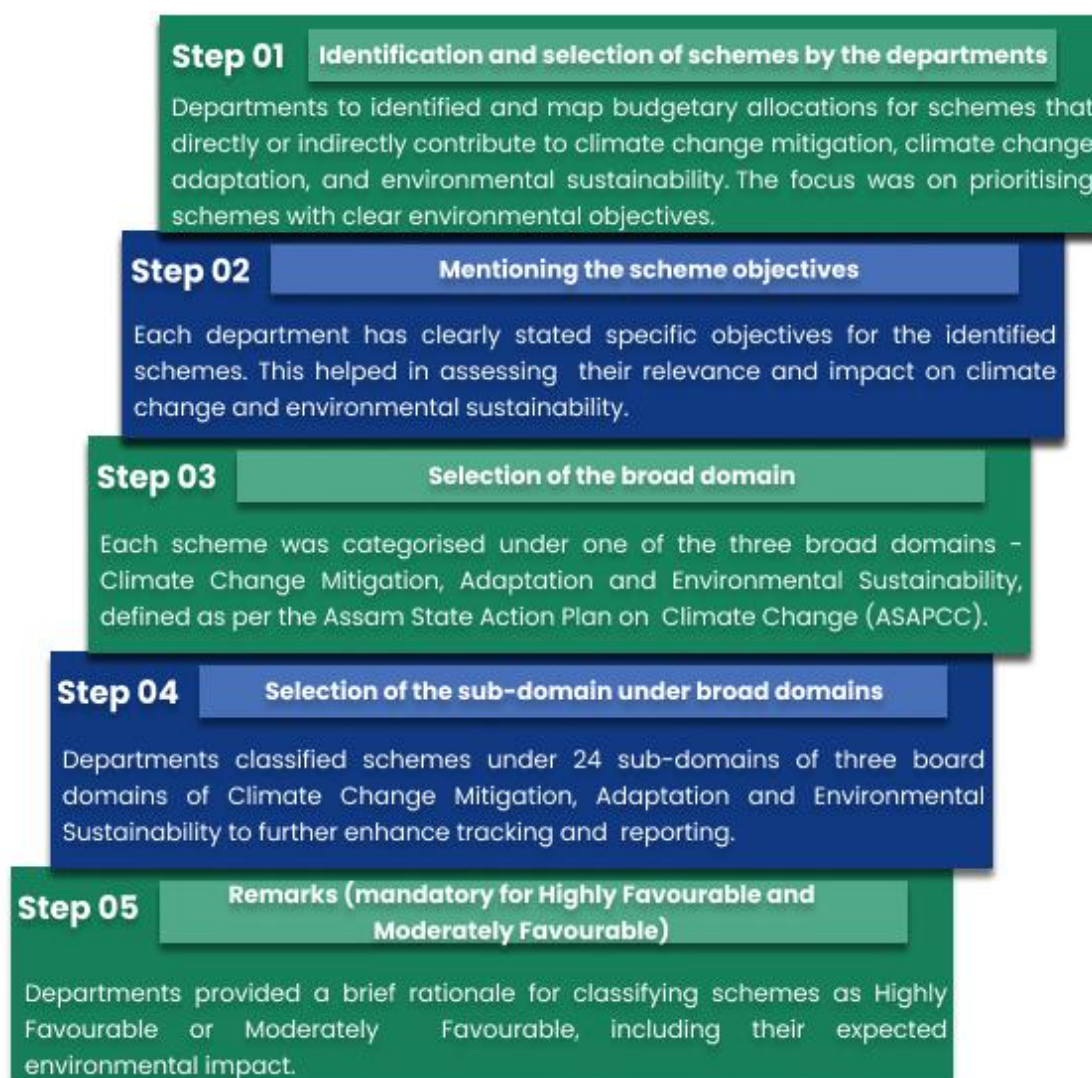 Step 01
Identification and selection of schemes by the departments
Departments to identified and map budgetary allocations for schemes that
directly or indirectly contribute to climate change mitigation, climate change
adaptation, and environmental sustainability. The focus was on prioritising
schemes with clear environmental objectives.
Step 02
Mentioning the scheme objectives
Each department has clearly stated specific objectives for the identified
schemes. This helped in assessing their relevance and impact on climate
change and environmental sustainability.
Step 03
Selection of the broad domain
Each scheme was categorised under one of the three broad domains -
Climate Change Mitigation, Adaptation and Environmental Sustainability,
defined as per the Assam State Action Plan on Climate Change (ASAPCC).
Step 04
Selection of the sub-domain under broad domains
Departments classified schemes under 24 sub-domains of three board
domains of Climate Change Mitigation, Adaptation and Environmental
Sustainability to further enhance tracking and reporting.
Step 05
Remarks (mandatory for Highly Favourable and
Moderately Favourable)
Departments provided a brief rationale for classifying schemes as Highly
Favourable or Moderately Favourable, including their expected
environmental impact.